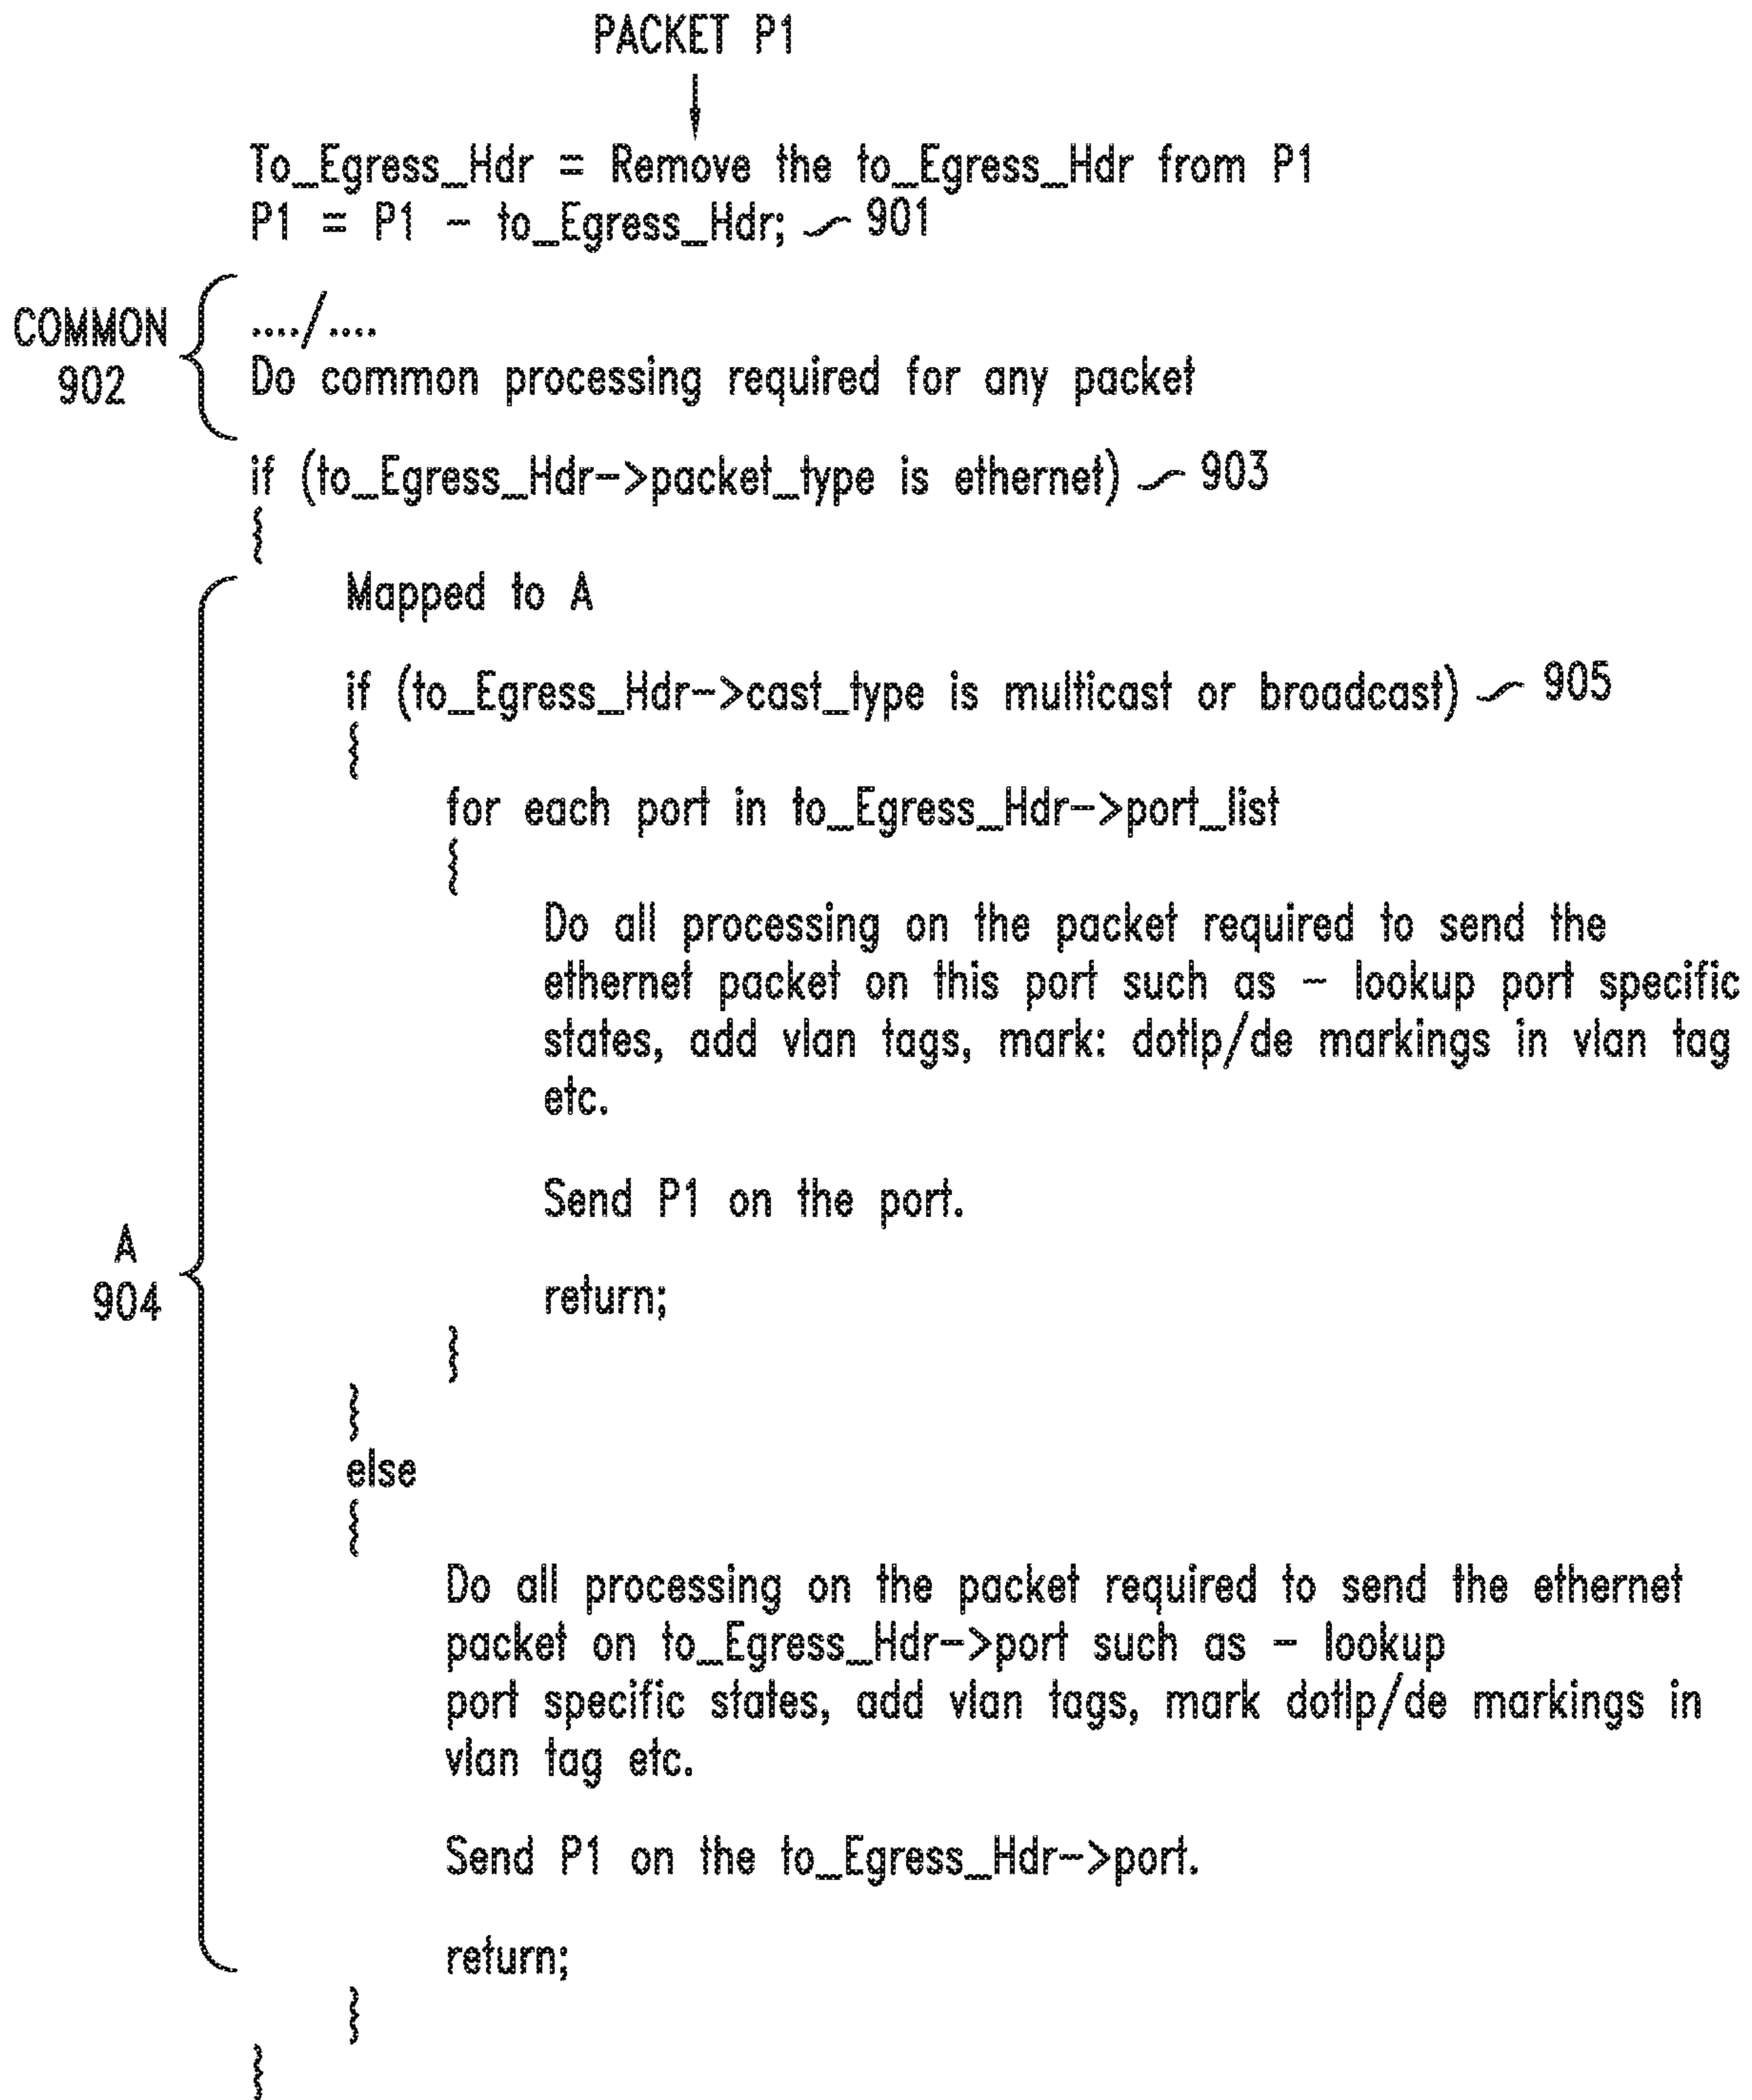 PACKET P1
To_Egress_Hdr = Remove the to_Egress_Hdr from P1
P1 = P1 - to_Egress_Hdr; 901
COMMON
902
..../....
Do common processing required for any packet
if (to_Egress_Hdr->packet_type is ethernet) 903
{
Mapped to A
if (to_Egress_Hdr->cast_type is multicast or broadcast) 905
{
for each port in to_Egress_Hdr->port_list
{
Do all processing on the packet required to send the
ethernet packet on this port such as - lookup port specific
states, add vlan tags, mark: dotlp/de markings in vlan tag
etc.
Send P1 on the port.
A
904
return;
}
}
else
{
Do all processing on the packet required to send the ethernet
packet on to_Egress_Hdr->port such as - lookup
port specific states, add vlan tags, mark dotlp/de markings in
vlan tag etc.
Send P1 on the to_Egress_Hdr->port.
return;
}
}